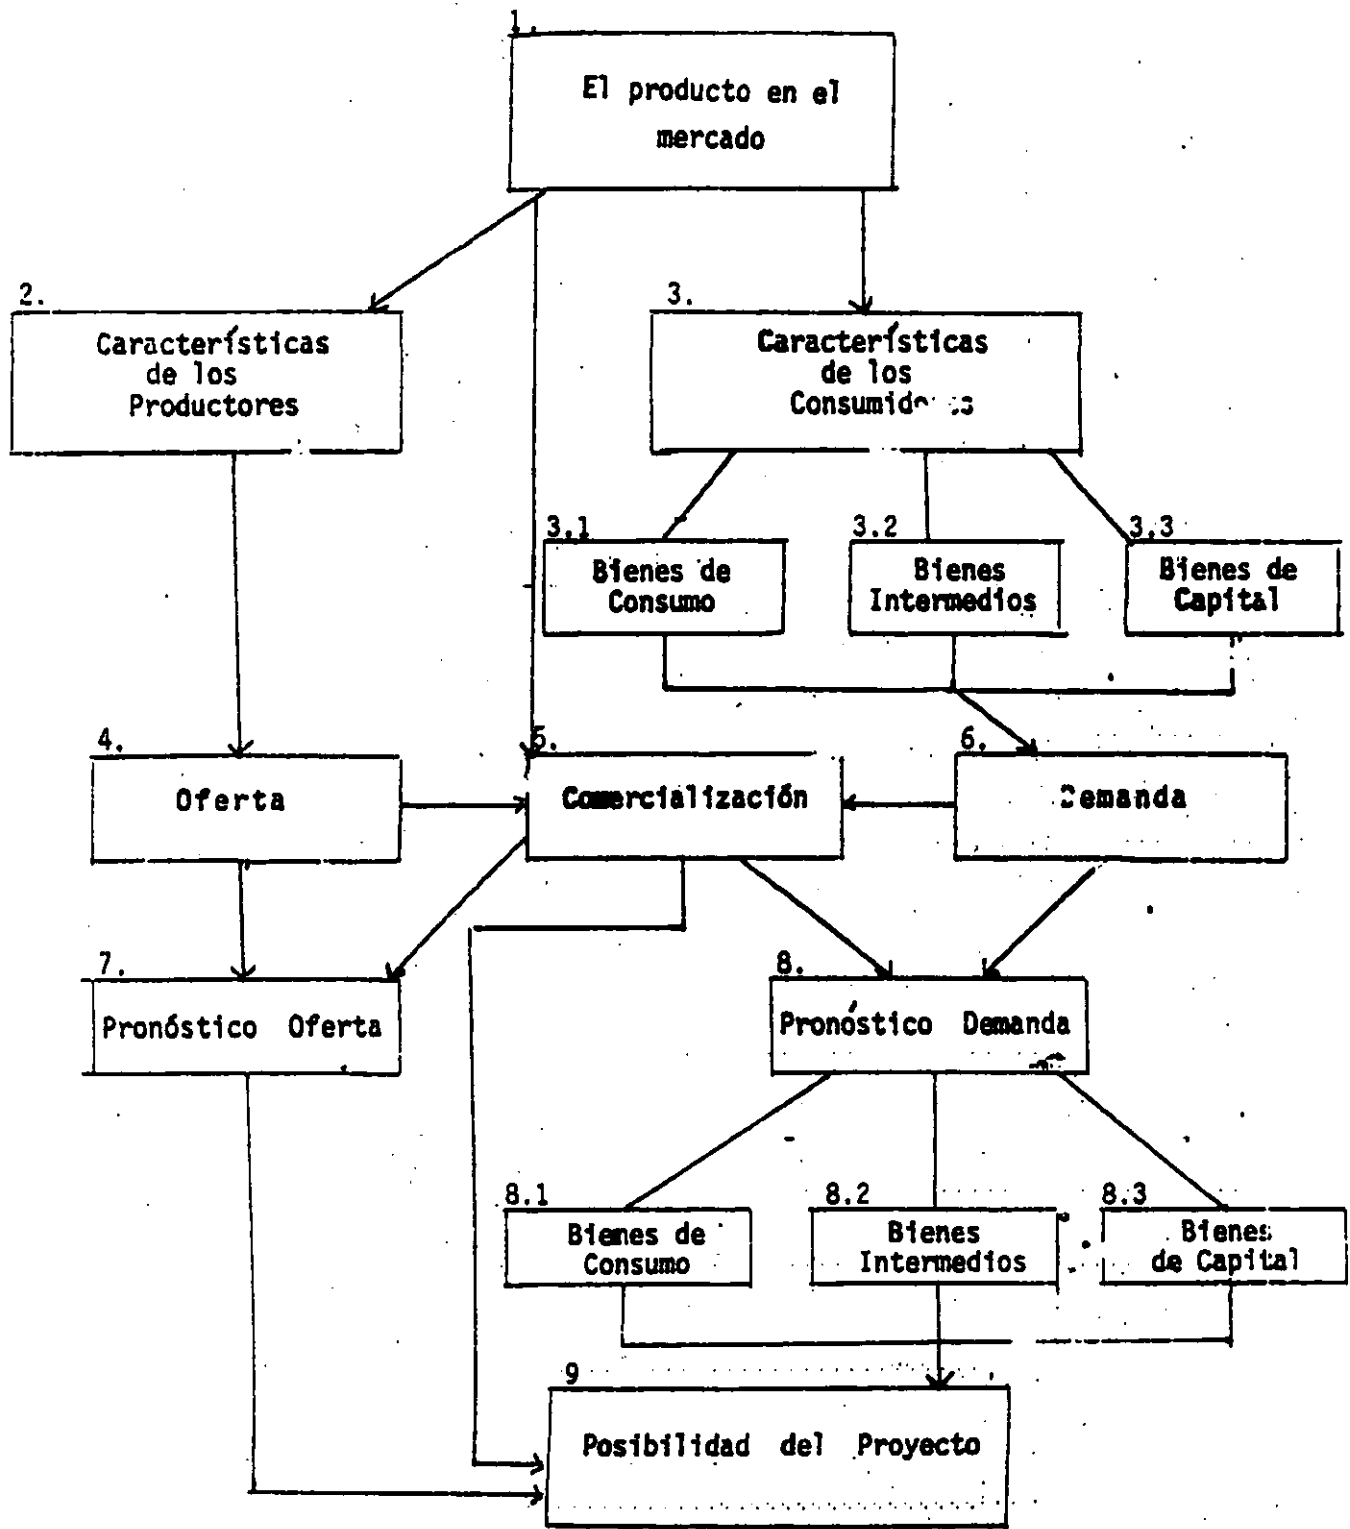 1.
El producto en el
mercado
2.
Características
de los
Productores
3.
Características
de los
3.1
Bienes de
Consumo
3.2
Bienes
Intermedios
3.3
Bienes de
Capital
4.
Oferta
5.
Comercialización
6.
Demanda
7.
Pronóstico Oferta
8.
Pronóstico Demanda
8.1
Bienes de
Consumo
8.2
Bienes
Intermedios
8.3
Bienes
de Capital
9
Posibilidad del Proyecto